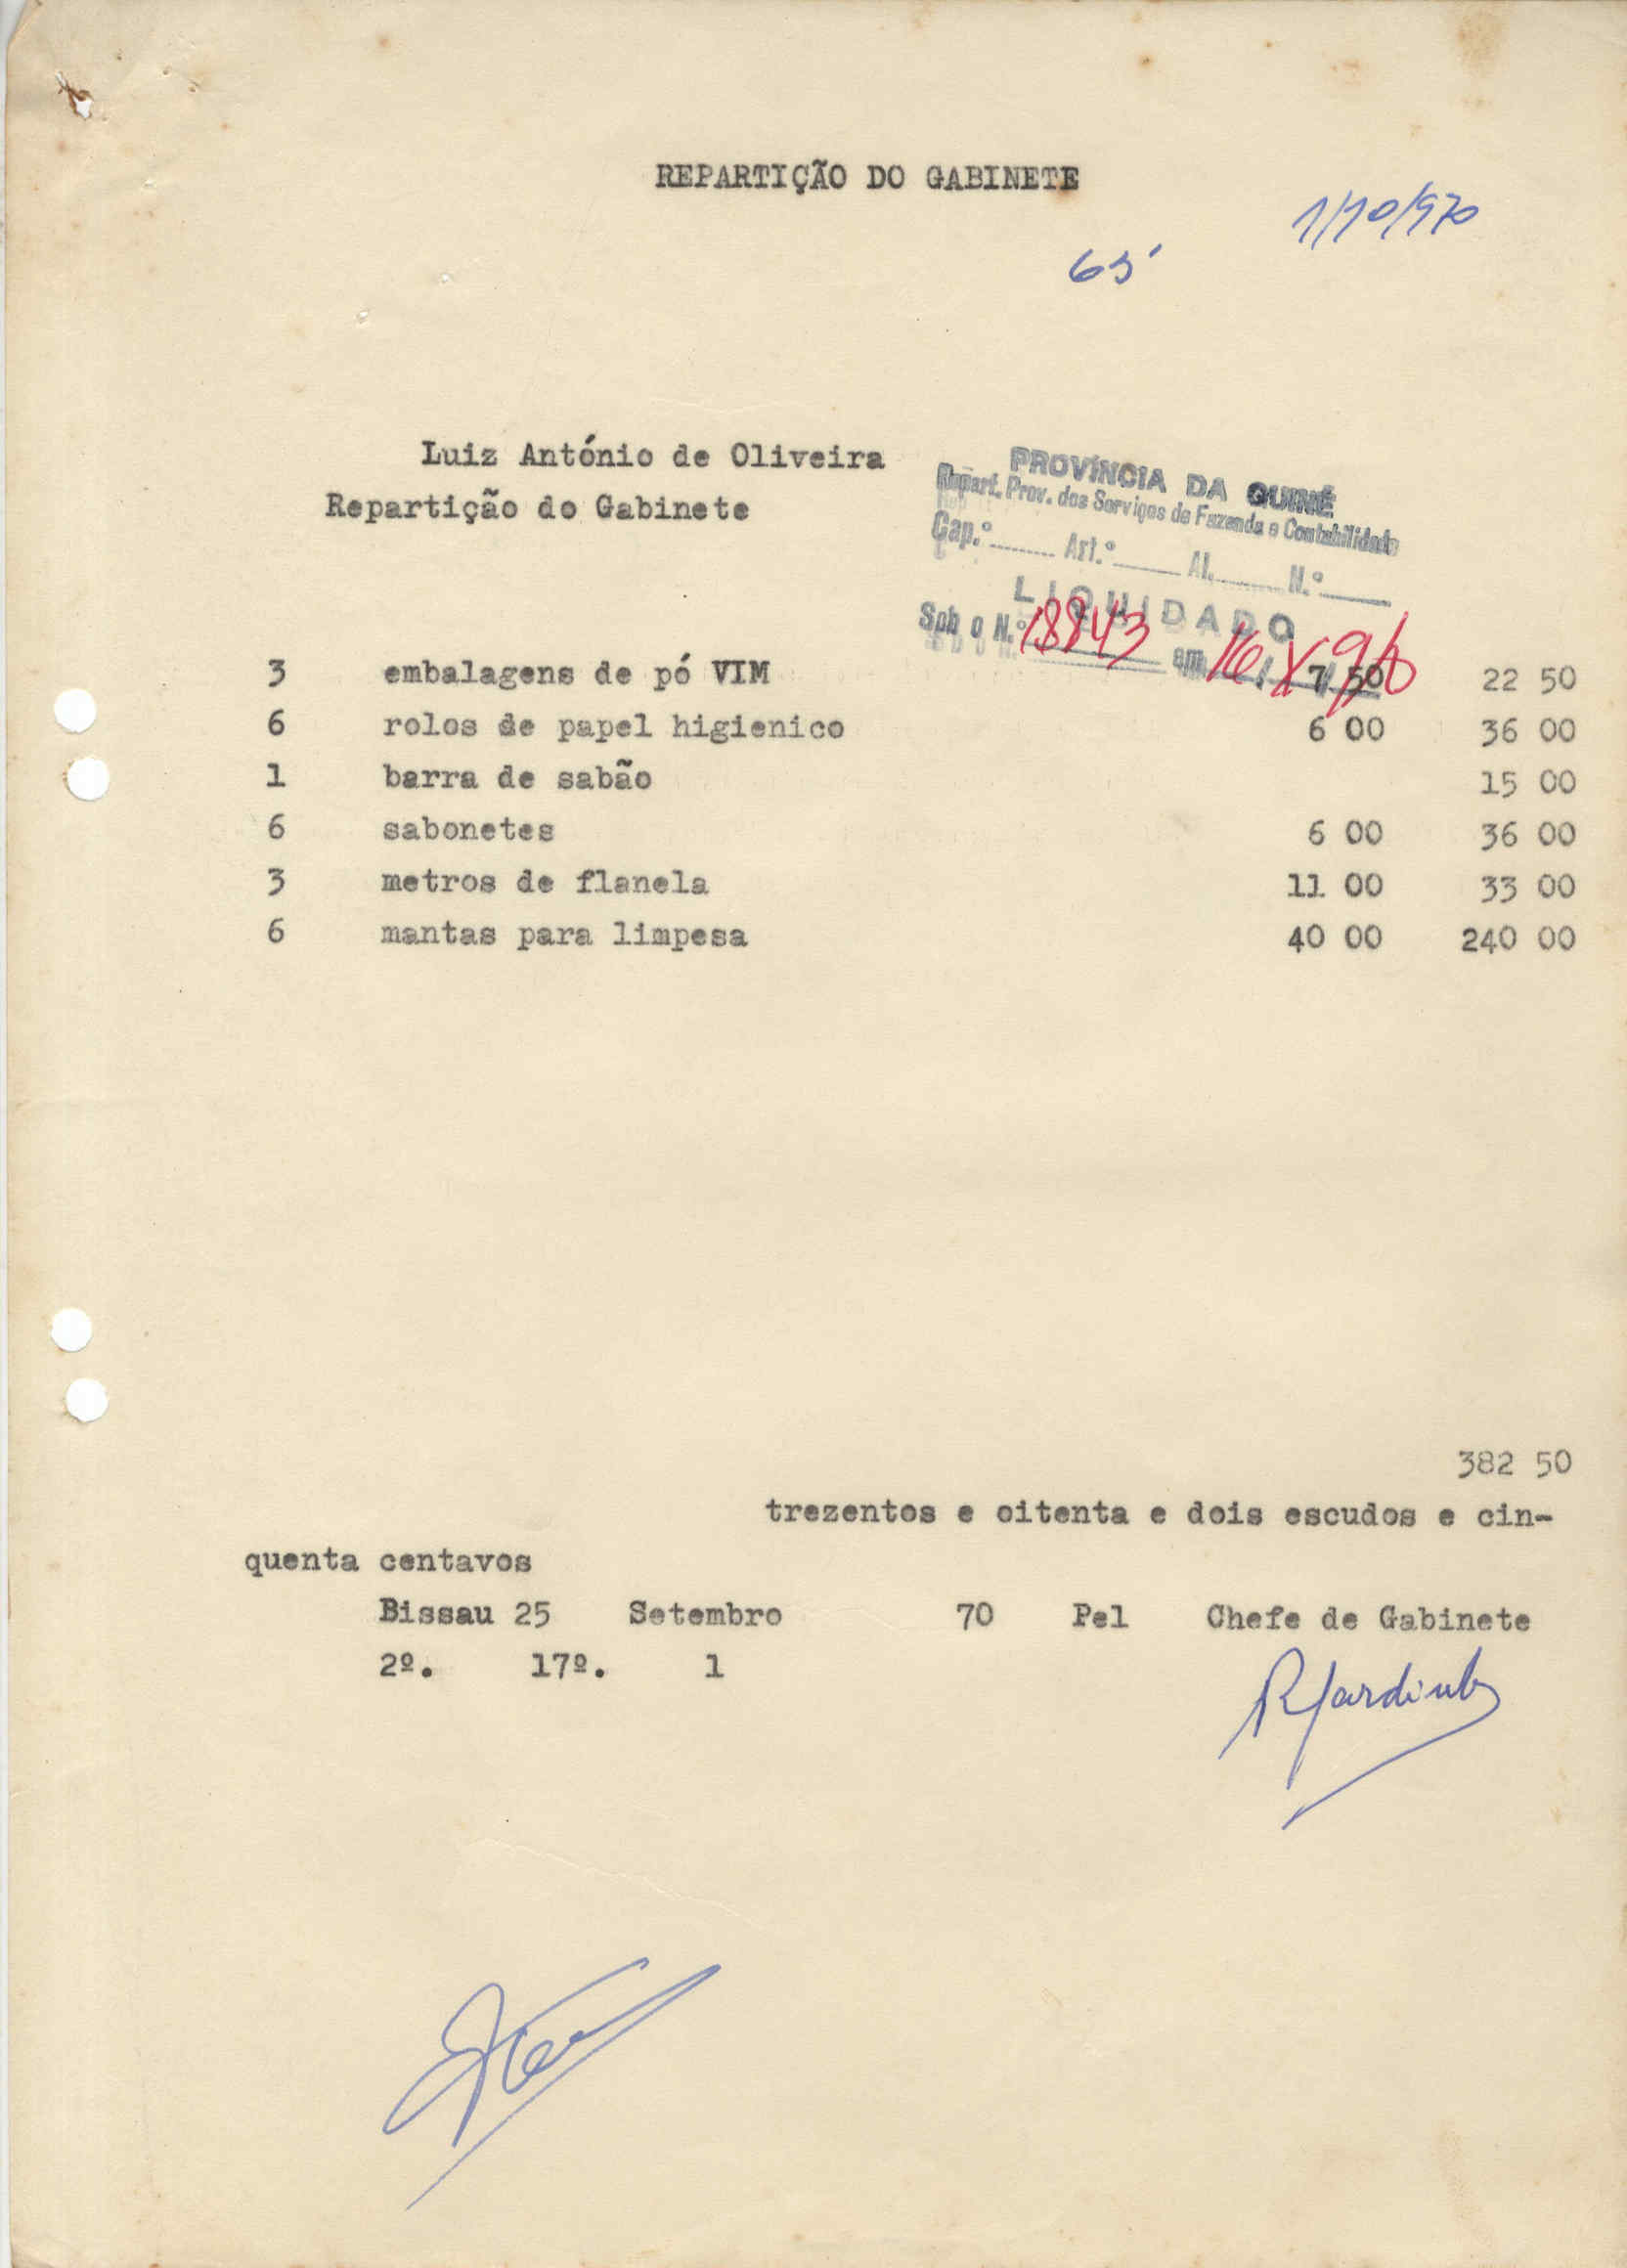 REPARTIÇÃO DO GABINETE
1/10/970
65
Luiz António de Oliveira
Repartição do Gabinete
PROVÍNCIA DA GUINÉ
Repart. Prov. dos Serviços de Fazenda e Contabilidade
Cap.º Art.º Al. N.º
LIQUIDADO
Sob o N.º 18843 em 16/X/970
3 embalagens de pó VIM 7 50 22 50
6 rolos de papel higienico 6 00 36 00
1 barra de sabão 15 00
6 sabonetes 6 00 36 00
3 metros de flanela 11 00 33 00
6 mantas para limpesa 40 00 240 00
382 50
trezentos e oitenta e dois escudos e cin-
quenta centavos
Bissau 25 Setembro 70 Pel Chefe de Gabinete
2º. 17º. 1